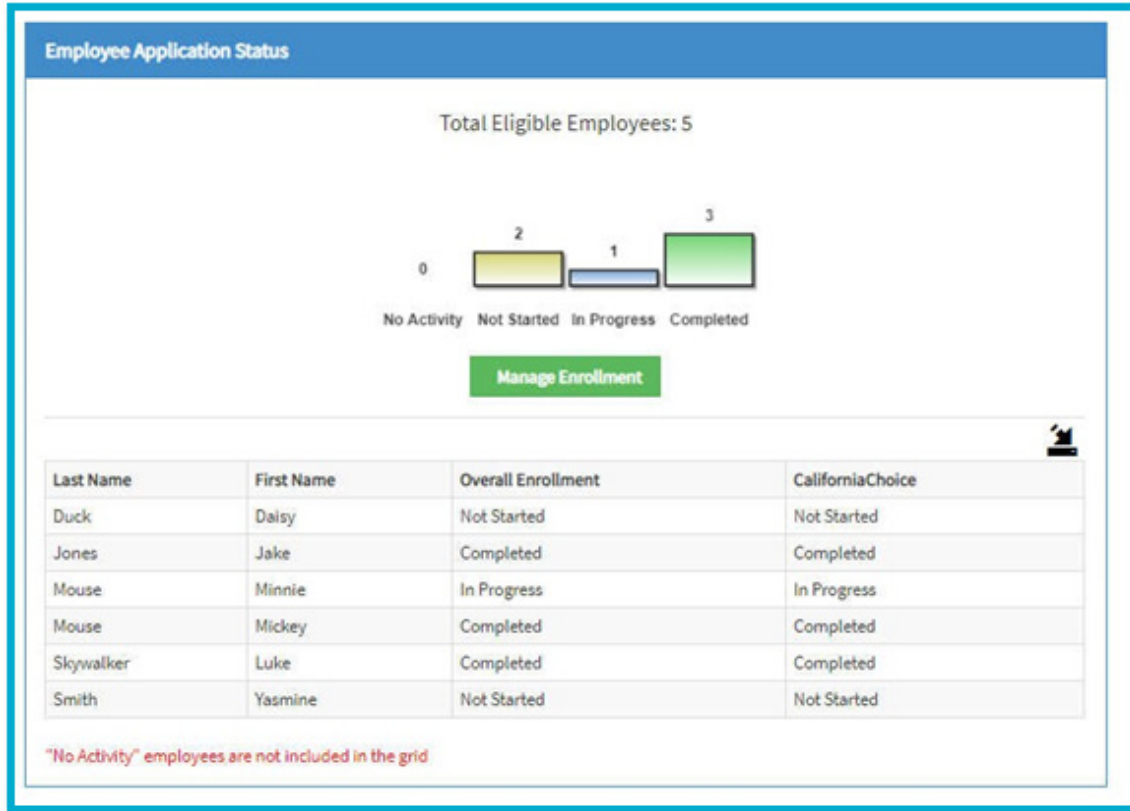 Employee Application Status
Total Eligible Employees: 5
0 2 1 3
No Activity Not Started In Progress Completed
Manage Enrollment
Last Name First Name Overall Enrollment CaliforniaChoice
Duck Daisy Not Started Not Started
Jones Jake Completed Completed
Mouse Minnie In Progress In Progress
Mouse Mickey Completed Completed
Skywalker Luke Completed Completed
Smith Yasmine Not Started Not Started
"No Activity" employees are not included in the grid